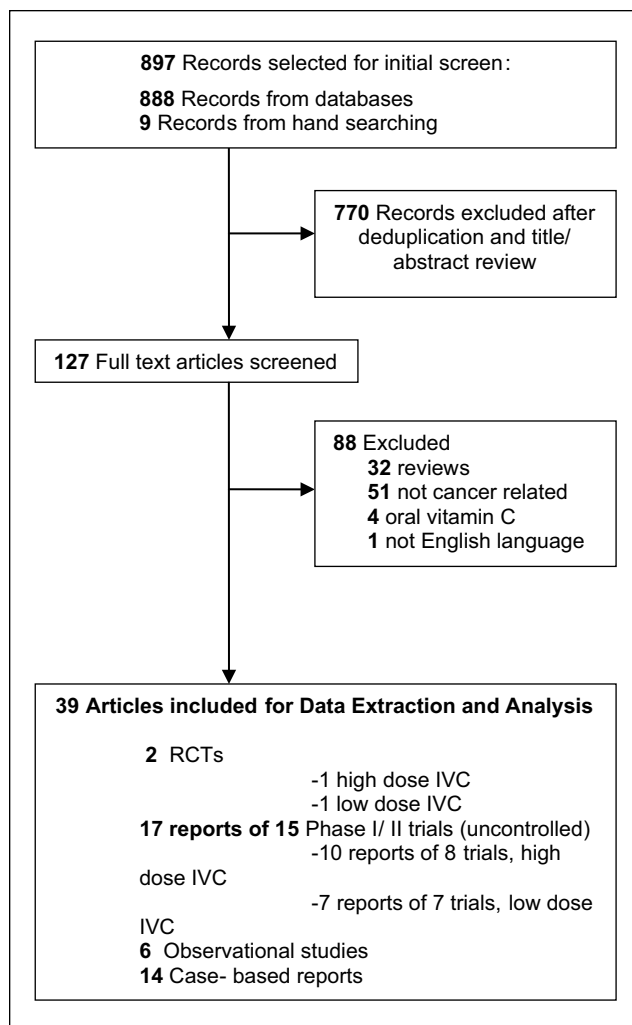 897 Records selected for initial screen:
888 Records from databases
9 Records from hand searching
770 Records excluded after
deduplication and title/
abstract review
127 Full text articles screened
88 Excluded
32 reviews
51 not cancer related
4 oral vitamin C
1 not English language
39 Articles included for Data Extraction and Analysis
2 RCTs
-1 high dose IVC
-1 low dose IVC
17 reports of 15 Phase I/ II trials (uncontrolled)
-10 reports of 8 trials, high
dose IVC
-7 reports of 7 trials, low dose
IVC
6 Observational studies
14 Case- based reports